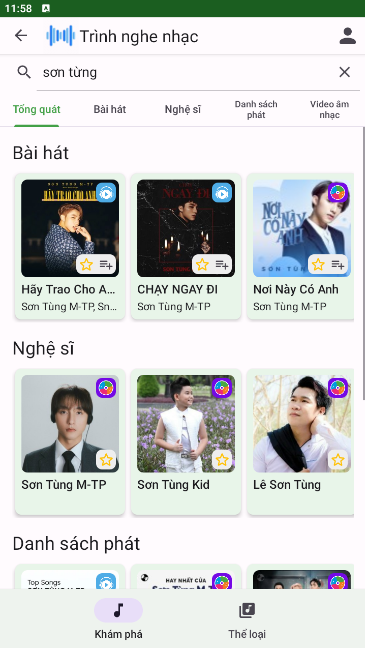 11:58 A
Trình nghe nhạc
sơn từng
Tổng quát
Bài hát
Nghệ sĩ
Danh sách phát
Video âm nhạc
Bài hát
SƠN TÙNG M-TP
HÃY TRAO CHO ANH
Hãy Trao Cho A...
Sơn Tùng M-TP, Sn...
CHẠY NGAY ĐI
Sơn Tùng M-TP
NƠI NÀY CÓ ANH
SƠN TÙN
Nơi Này Có Anh
Sơn Tùng M-TP
Nghệ sĩ
Sơn Tùng M-TP
Sơn Tùng Kid
Lê Sơn Tùng
Danh sách phát
Top Songs
HAY NHẤT CỦA
Sơn Tùng M-T
Khám phá
Thể loại